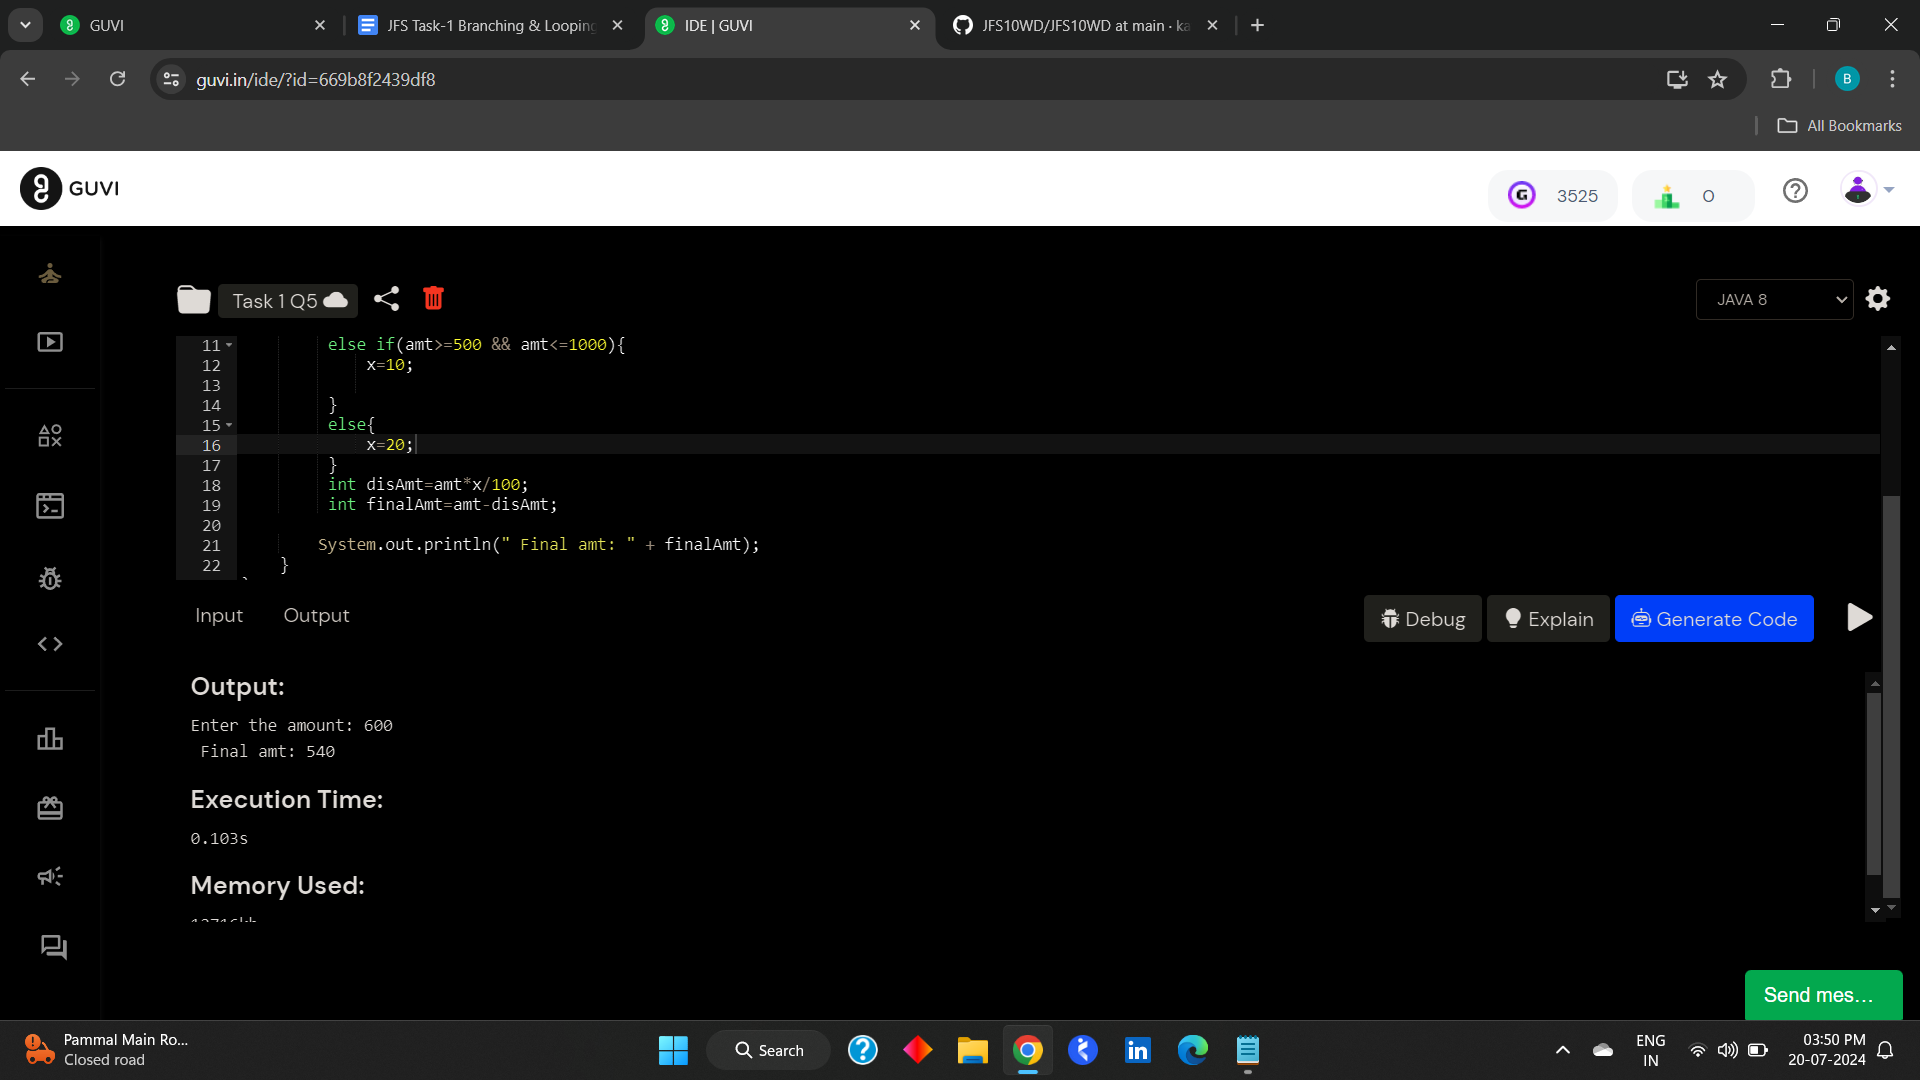 GUVI
JFS Task-1 Branching & Looping
IDE | GUVI
JFS10WD/JFS10WD at main · ka
guvi.in/ide/?id=669b8f2439df8
B
All Bookmarks
GUVI
G 3525
0
Task 1 Q5
JAVA 8
11 else if(amt>=500 && amt<=1000){
12 x=10;
13
14 }
15 else{
16 x=20;
17 }
18 int disAmt=amt*x/100;
19 int finalAmt=amt-disAmt;
20
21 System.out.println(" Final amt: " + finalAmt);
22 }
Input Output
Debug Explain Generate Code
Output:
Enter the amount: 600
Final amt: 540
Execution Time:
0.103s
Memory Used:
Send mes...
Pammal Main Ro...
Closed road
Search
ENG
IN
03:50 PM
20-07-2024